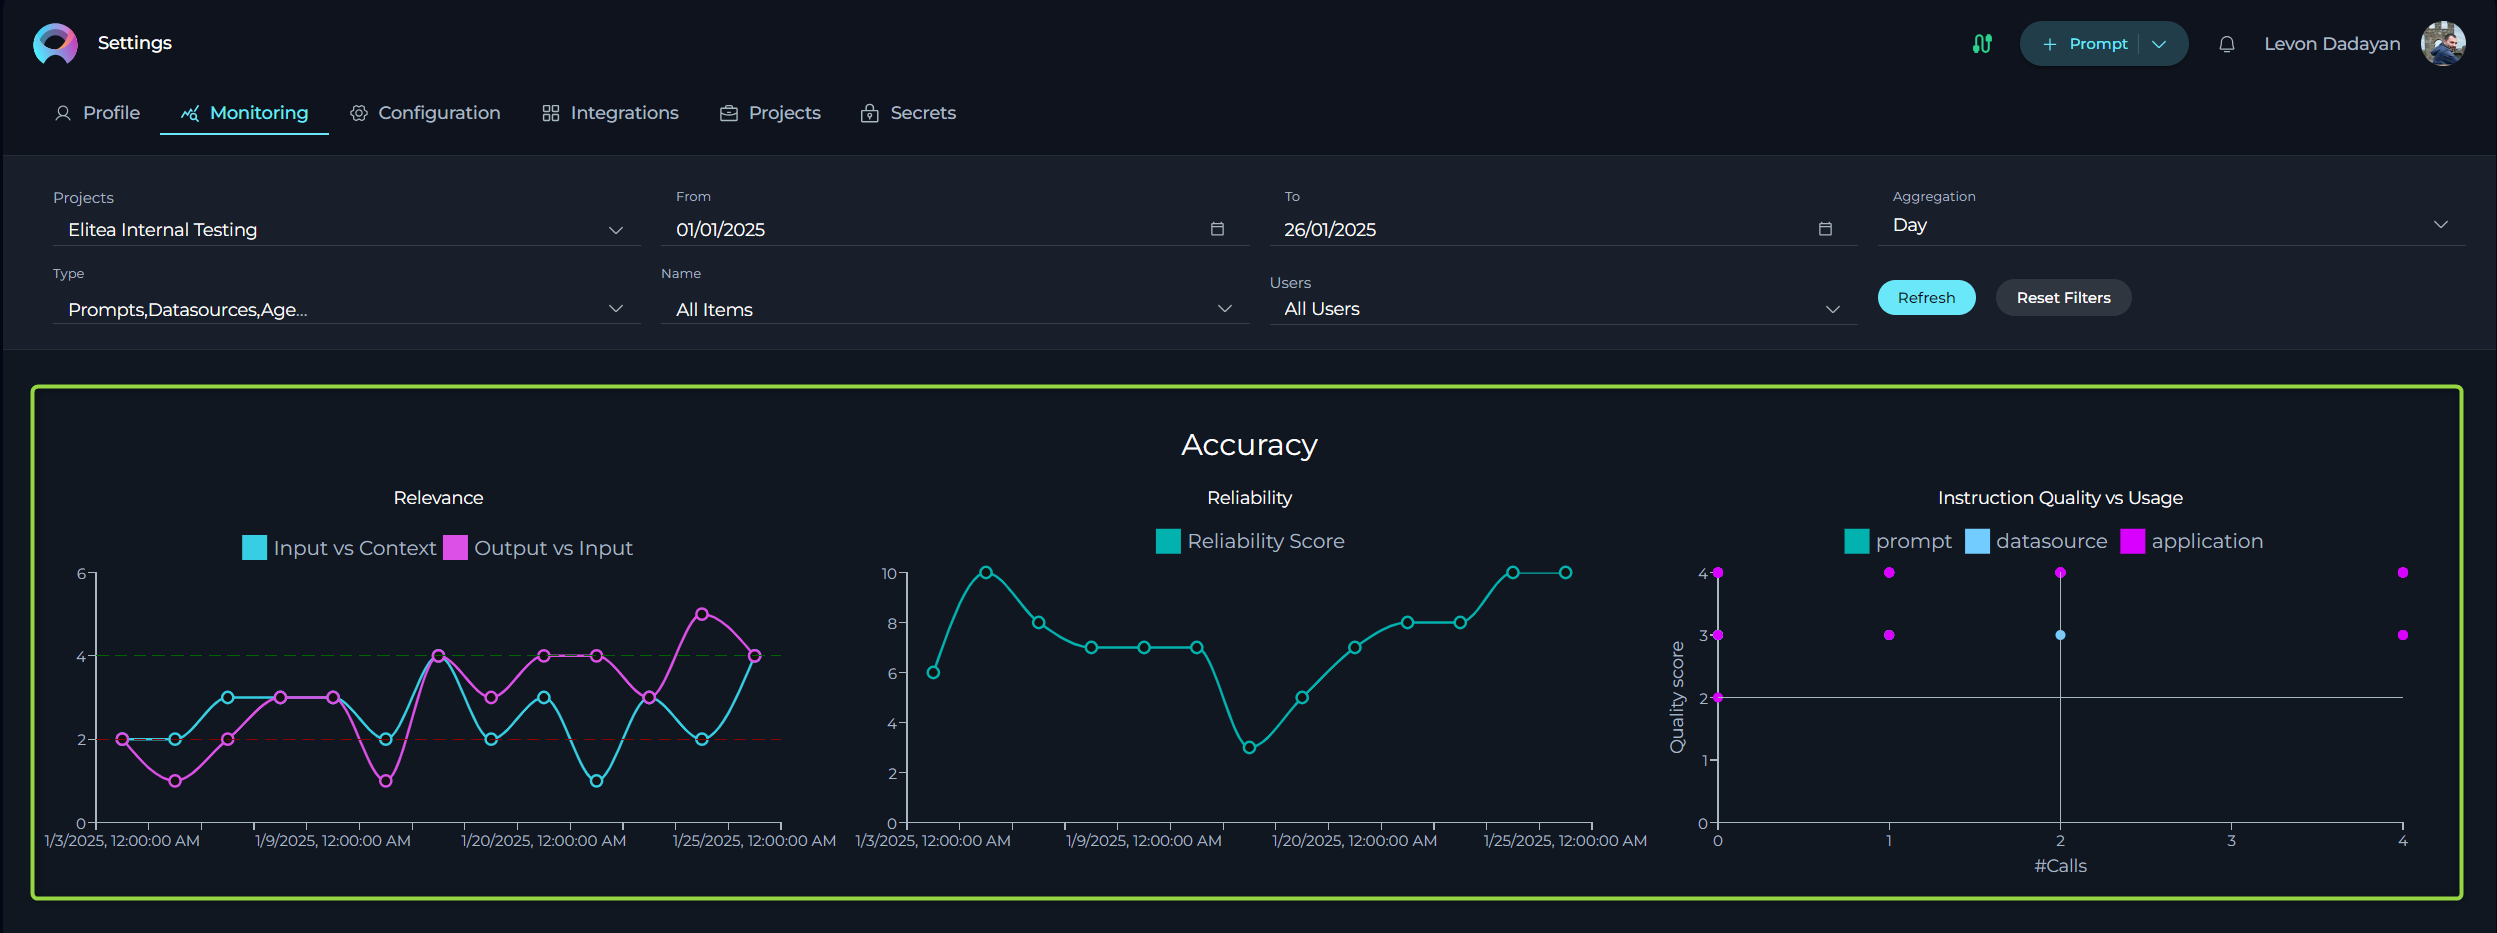 Settings
Prompt
Levon Dadayan
Profile
Monitoring
Configuration
Integrations
Projects
Secrets
Projects
From
To
Aggregation
Elitea Internal Testing
01/01/2025
26/01/2025
Day
Type
Name
Users
Prompts,Datasources,Age...
All Items
All Users
Refresh
Reset Filters
Accuracy
Relevance
Input vs Context
Output vs Input
6
4
2
0
1/3/2025, 12:00:00 AM
1/9/2025, 12:00:00 AM
1/20/2025, 12:00:00 AM
1/25/2025, 12:00:00 AM
Reliability
Reliability Score
10
8
6
4
2
0
1/3/2025, 12:00:00 AM
1/9/2025, 12:00:00 AM
1/20/2025, 12:00:00 AM
1/25/2025, 12:00:00 AM
Instruction Quality vs Usage
prompt
datasource
application
Quality score
4
3
2
1
0
0
1
2
3
4
#Calls